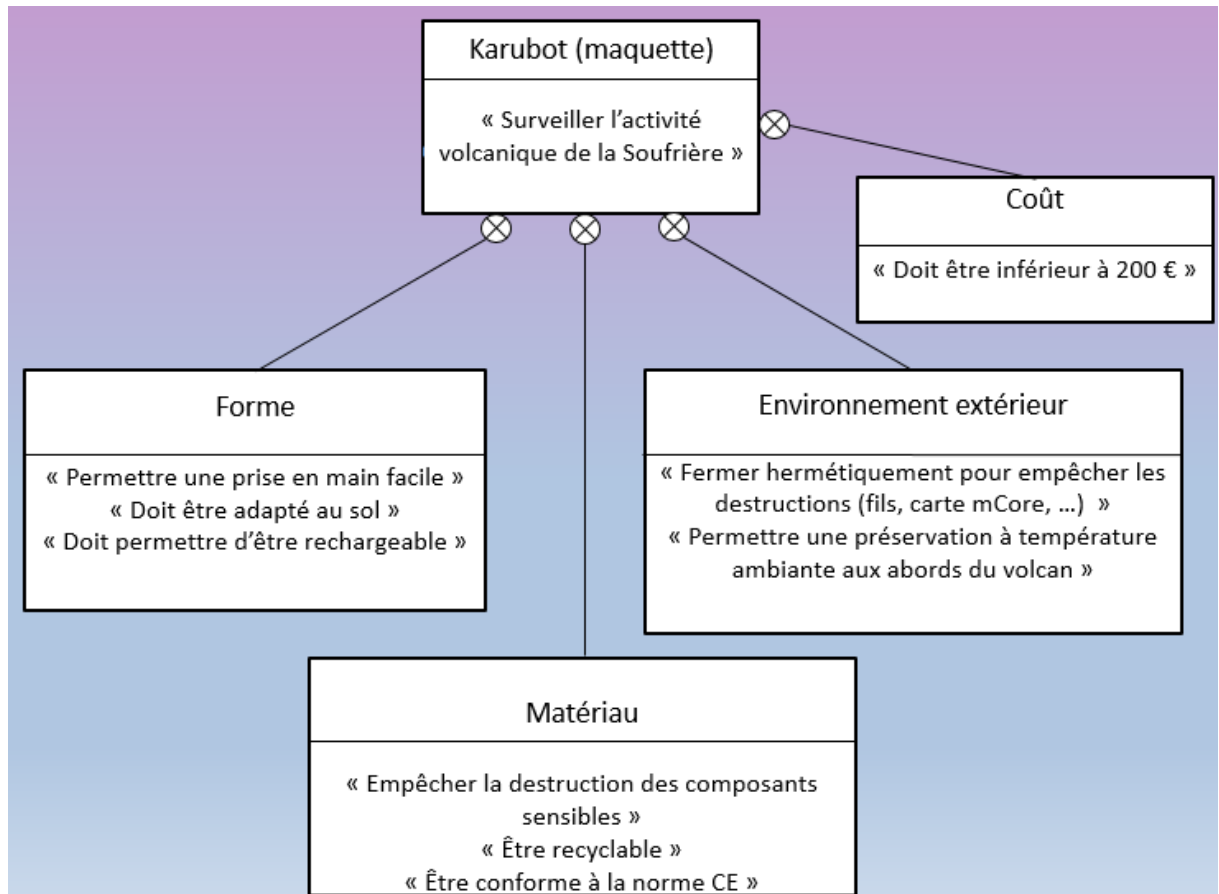 Karubot (maquette)
« Surveiller l'activité
volcanique de la Soufrière »
Coût
« Doit être inférieur à 200 € »
Forme
« Permettre une prise en main facile »
« Doit être adapté au sol »
« Doit permettre d'être rechargeable »
Environnement extérieur
« Fermer hermétiquement pour empêcher les
destructions (fils, carte mCore, …)  »
« Permettre une préservation à température
ambiante aux abords du volcan »
Matériau
« Empêcher la destruction des composants
sensibles »
« Être recyclable »
« Être conforme à la norme CE »